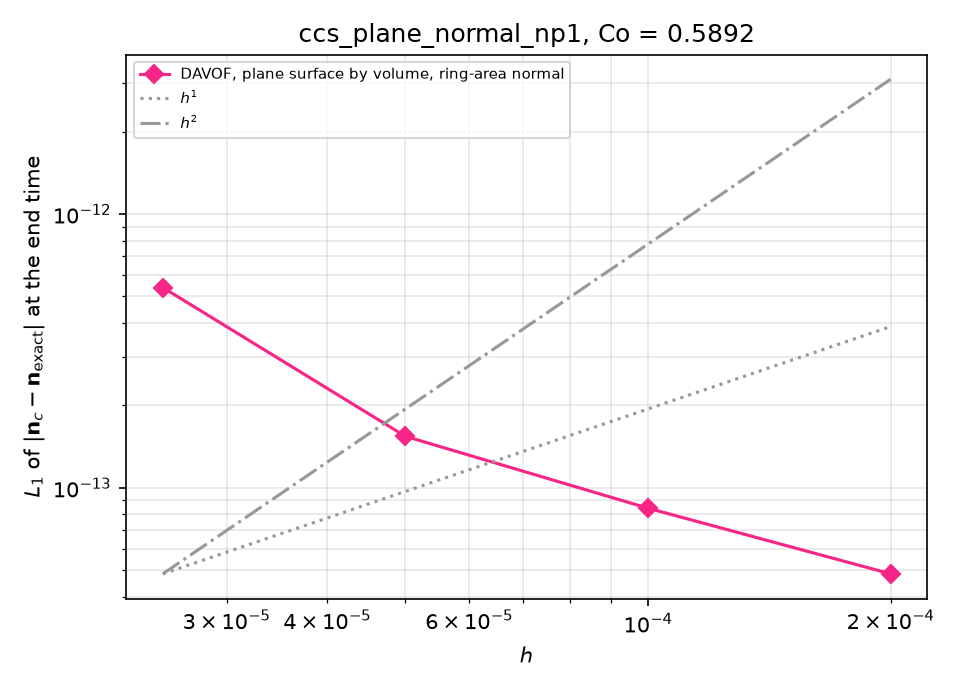 ccs_plane_normal_np1, Co = 0.5892
DAVOF, plane surface by volume, ring-area normal
h¹
h²
L₁ of |n_c − n_exact| at the end time
10⁻¹²
10⁻¹³
3 × 10⁻⁵ 4 × 10⁻⁵ 6 × 10⁻⁵ 10⁻⁴ 2 × 10⁻⁴
h